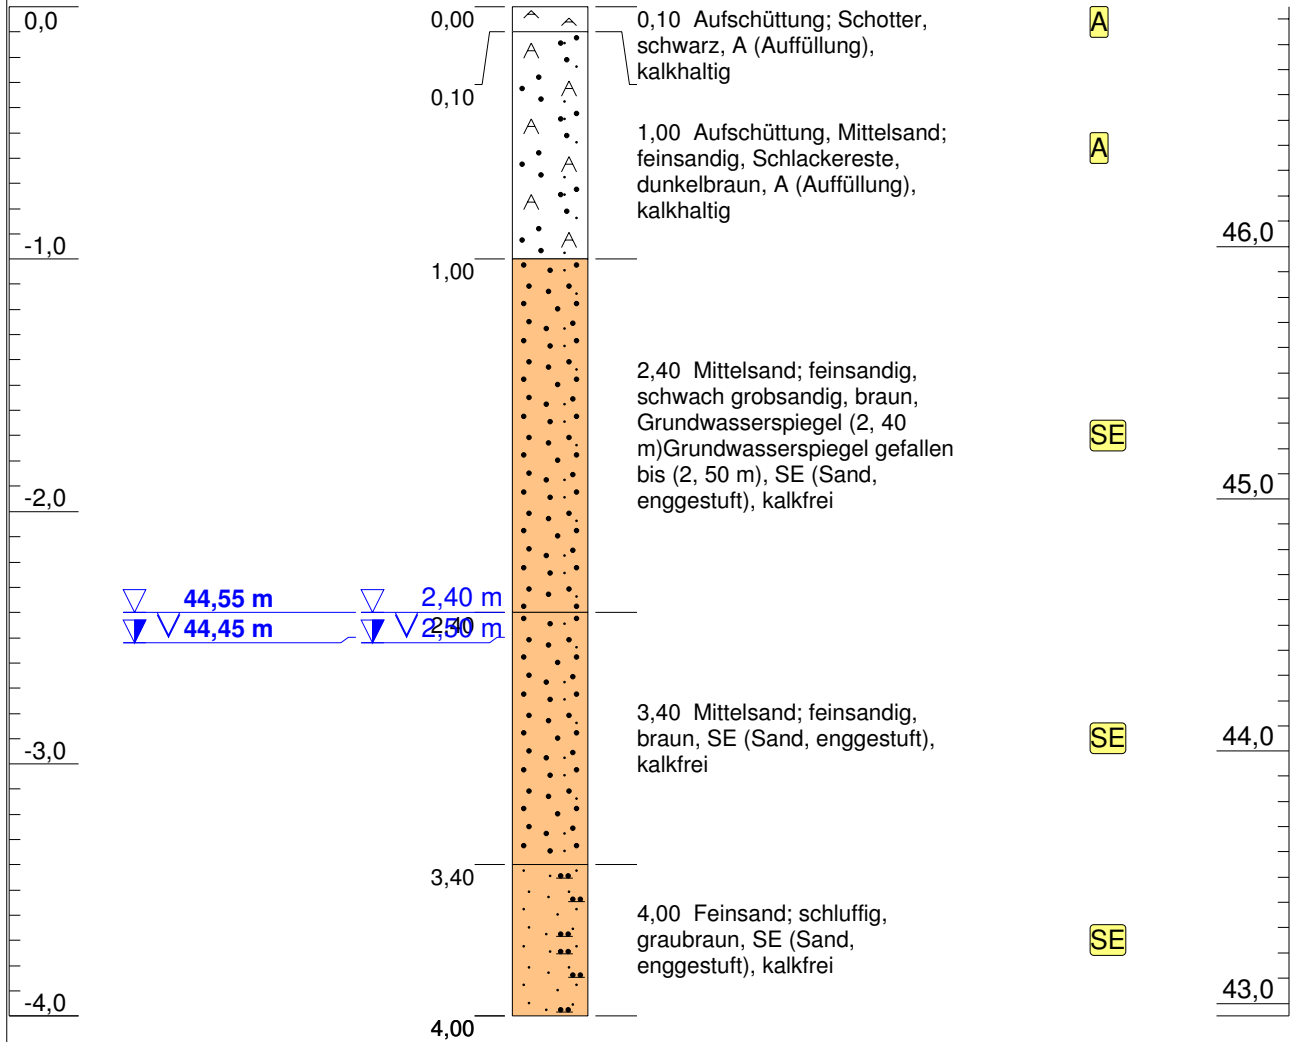 0,0
0,00
0,10 Aufschüttung; Schotter,
schwarz, A (Auffüllung),
kalkhaltig
A
0,10
1,00 Aufschüttung, Mittelsand;
feinsandig, Schlackereste,
dunkelbraun, A (Auffüllung),
kalkhaltig
A
-1,0
46,0
1,00
2,40 Mittelsand; feinsandig,
schwach grobsandig, braun,
Grundwasserspiegel (2, 40
m)Grundwasserspiegel gefallen
bis (2, 50 m), SE (Sand,
enggestuft), kalkfrei
SE
-2,0
45,0
44,55 m
2,40 m
44,45 m
2,50 m
2,40
3,40 Mittelsand; feinsandig,
braun, SE (Sand, enggestuft),
kalkfrei
SE
-3,0
44,0
3,40
4,00 Feinsand; schluffig,
graubraun, SE (Sand,
enggestuft), kalkfrei
SE
-4,0
43,0
4,00